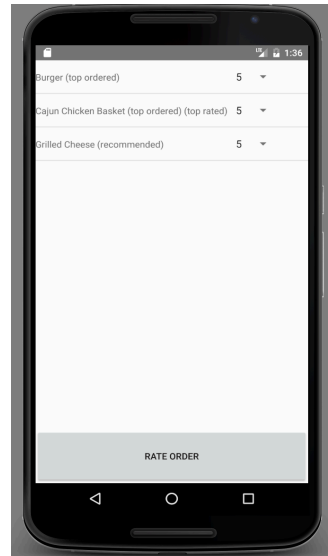 LTE 1:36
Burger (top ordered) 5
Cajun Chicken Basket (top ordered) (top rated) 5
Grilled Cheese (recommended) 5
RATE ORDER